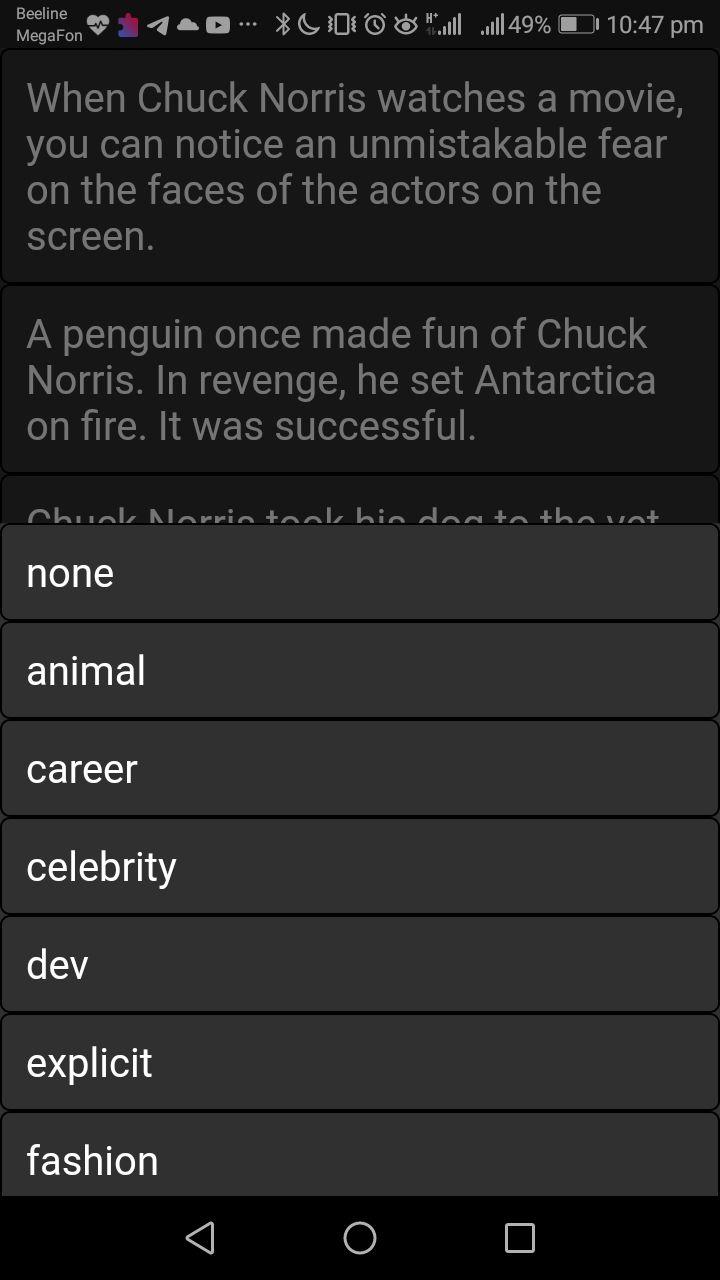 Beeline
MegaFon
H+
49%
10:47 pm
When Chuck Norris watches a movie,
you can notice an unmistakable fear
on the faces of the actors on the
screen.
A penguin once made fun of Chuck
Norris. In revenge, he set Antarctica
on fire. It was successful.
Chuck Norris took his dog to the vet
none
animal
career
celebrity
dev
explicit
fashion